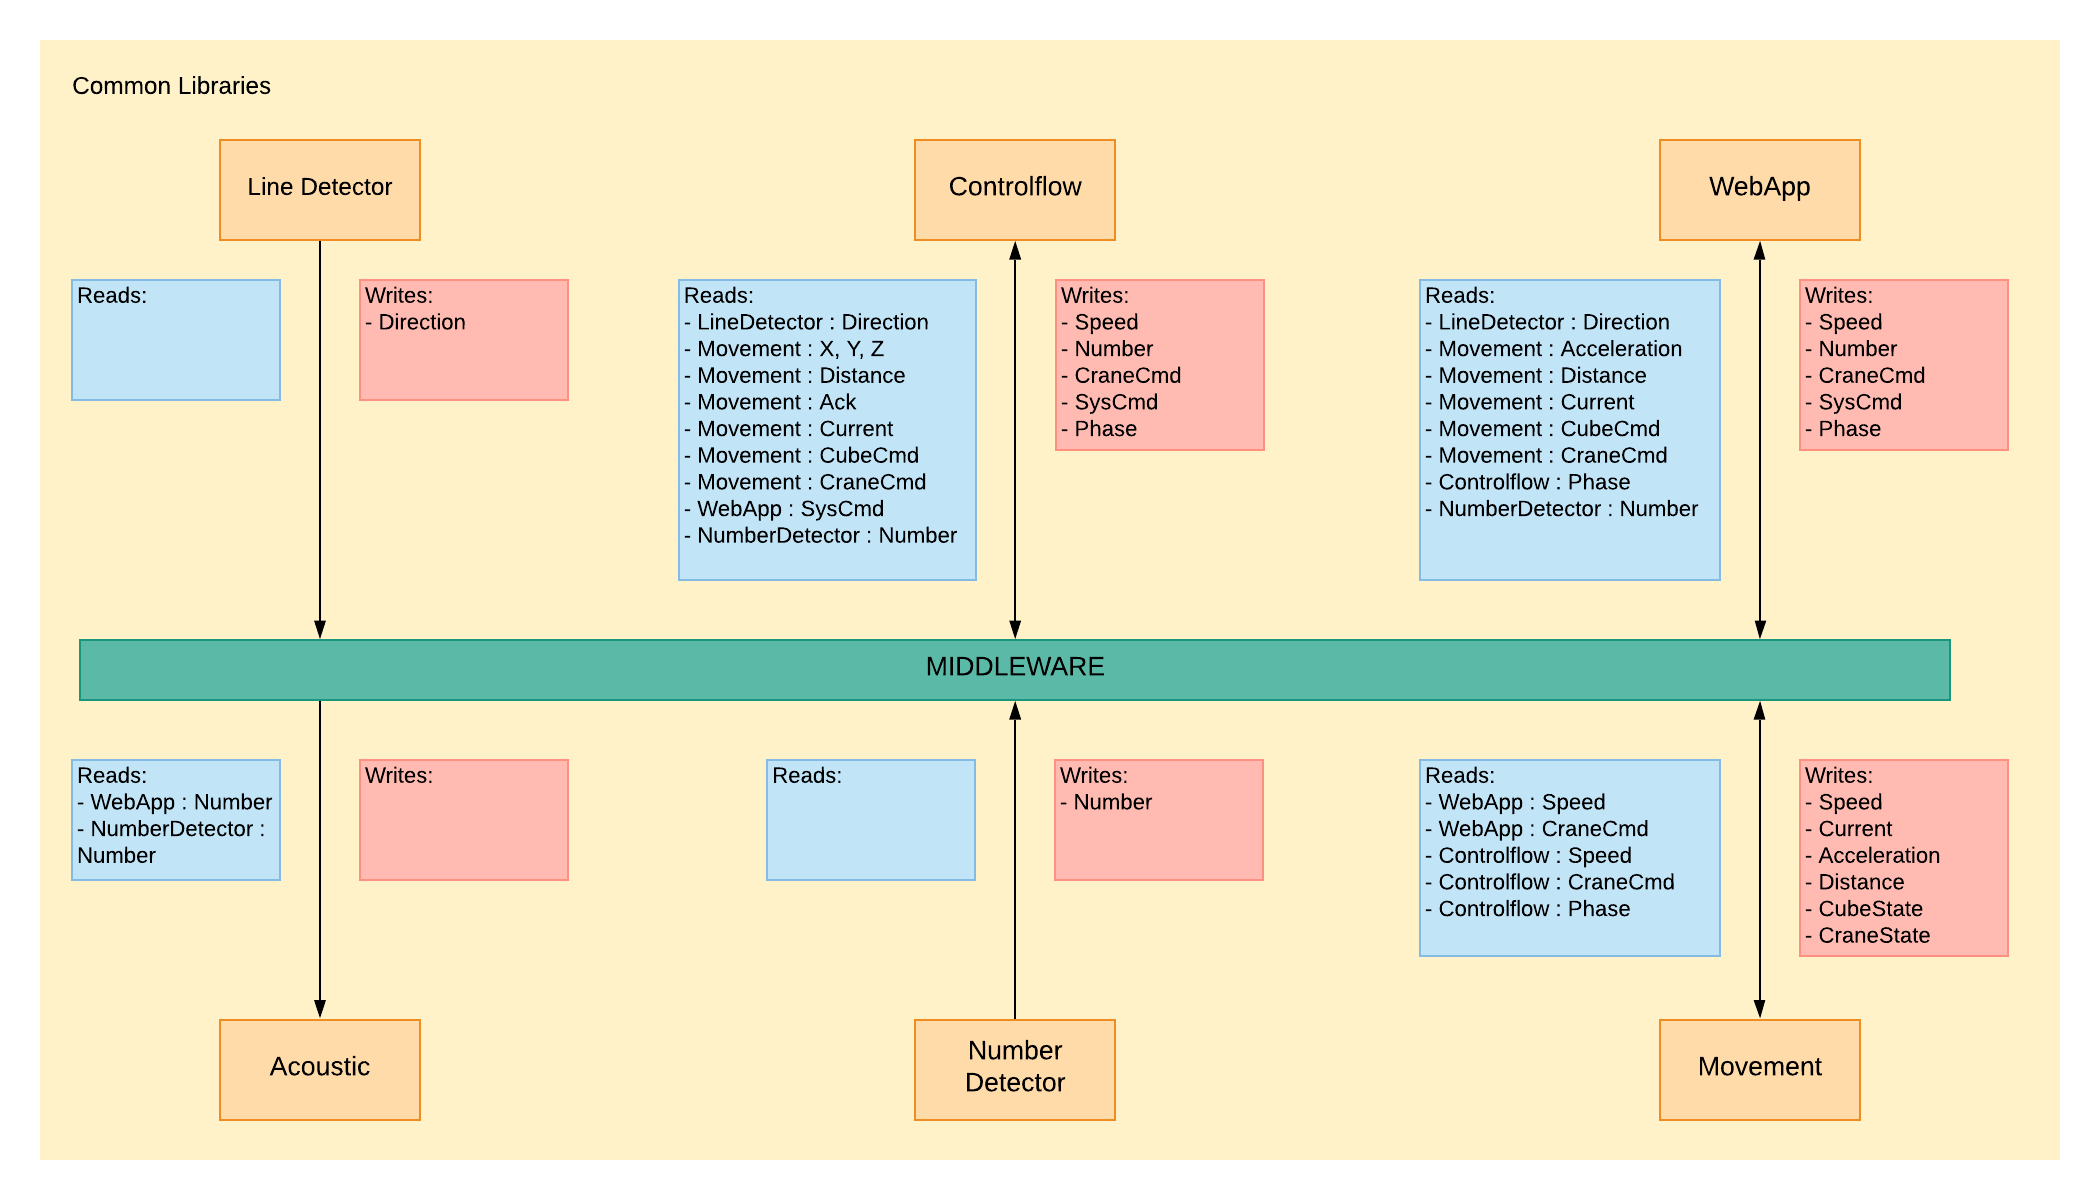 Common Libraries
Line Detector
Controlflow
WebApp
Reads:
Writes:
- Direction
Reads:
- LineDetector : Direction
- Movement : X, Y, Z
- Movement : Distance
- Movement : Ack
- Movement : Current
- Movement : CubeCmd
- Movement : CraneCmd
- WebApp : SysCmd
- NumberDetector : Number
Writes:
- Speed
- Number
- CraneCmd
- SysCmd
- Phase
Reads:
- LineDetector : Direction
- Movement : Acceleration
- Movement : Distance
- Movement : Current
- Movement : CubeCmd
- Movement : CraneCmd
- Controlflow : Phase
- NumberDetector : Number
Writes:
- Speed
- Number
- CraneCmd
- SysCmd
- Phase
MIDDLEWARE
Reads:
- WebApp : Number
- NumberDetector :
Number
Writes:
Reads:
Writes:
- Number
Reads:
- WebApp : Speed
- WebApp : CraneCmd
- Controlflow : Speed
- Controlflow : CraneCmd
- Controlflow : Phase
Writes:
- Speed
- Current
- Acceleration
- Distance
- CubeState
- CraneState
Acoustic
Number
Detector
Movement